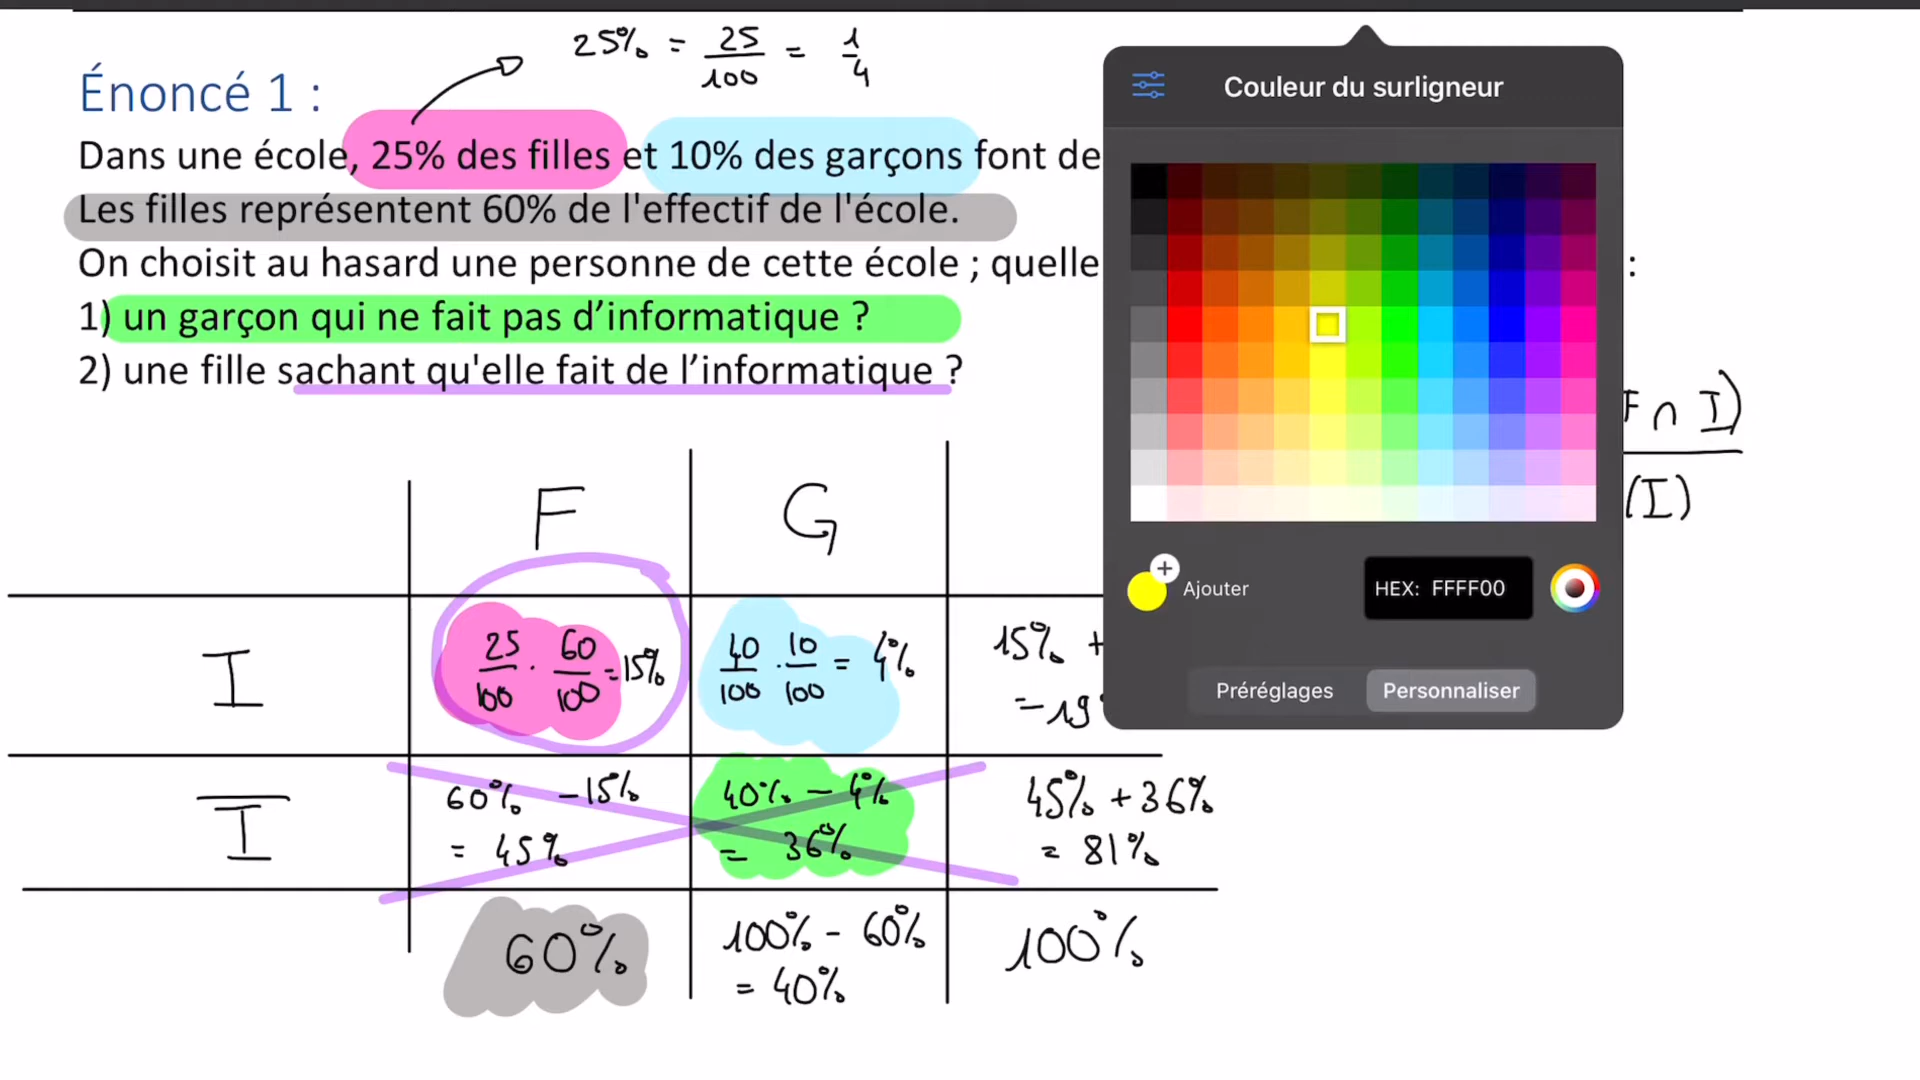 25% = 25/100 = 1/4
Énoncé 1 :
Dans une école, 25% des filles et 10% des garçons font de
Les filles représentent 60% de l'effectif de l'école.
On choisit au hasard une personne de cette école ; quelle :
1) un garçon qui ne fait pas d’informatique ?
2) une fille sachant qu'elle fait de l’informatique ?
Couleur du surligneur
Ajouter
HEX: FFFF00
Préréglages Personnaliser
F ∩ I)
(I)
F G
I 25/100 · 60/100 = 15% 40/100 · 10/100 = 4% 15% +
= 19
I̅ 60% - 15% 40% - 4% 45% + 36%
= 45% = 36% = 81%
60% 100% - 60% 100%
= 40%